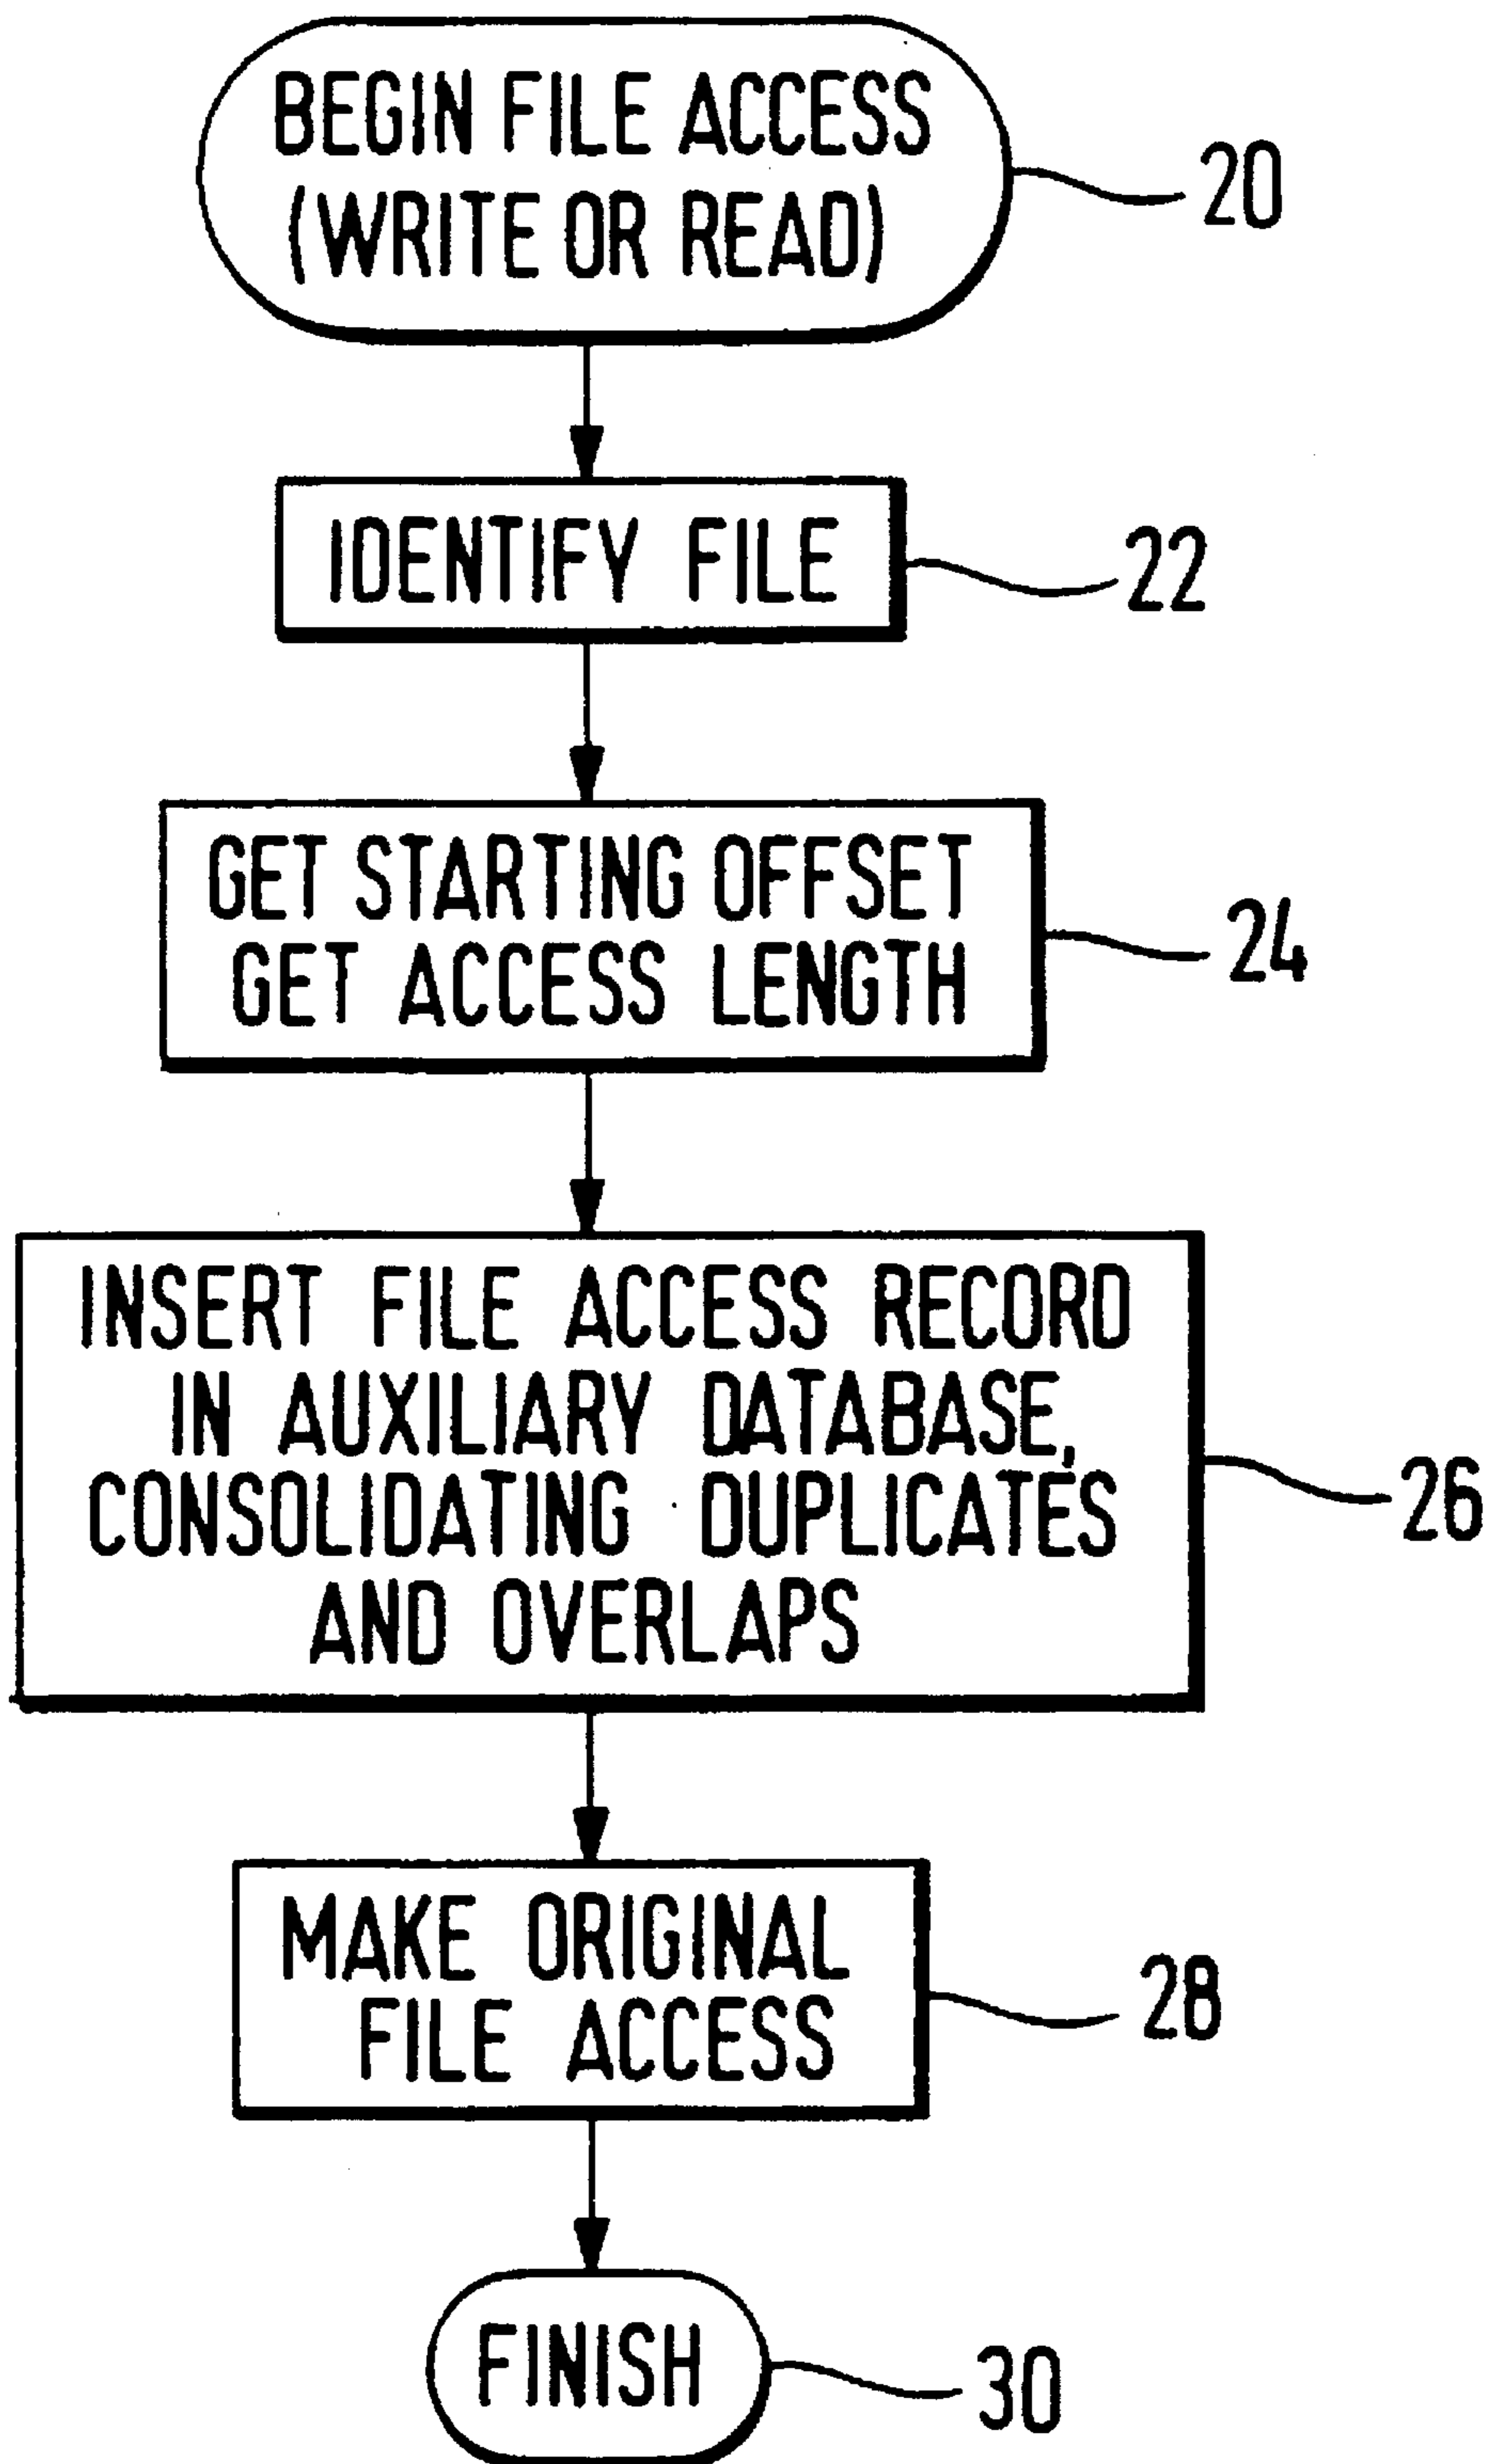 BEGIN FILE ACCESS
(WRITE OR READ)
20
IDENTIFY FILE
22
GET STARTING OFFSET
GET ACCESS LENGTH
24
INSERT FILE ACCESS RECORD
IN AUXILIARY DATABASE,
CONSOLIDATING DUPLICATES
AND OVERLAPS
26
MAKE ORIGINAL
FILE ACCESS
28
FINISH
30